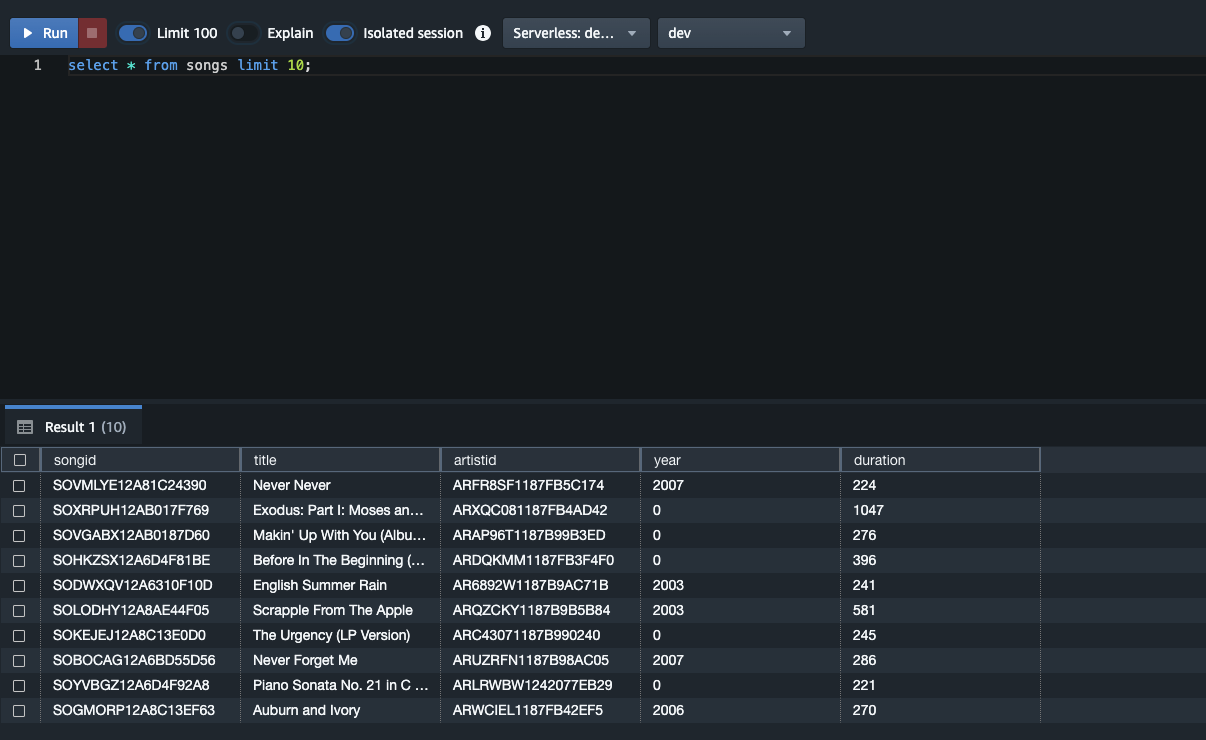 Run Limit 100 Explain Isolated session Serverless: de... dev
1 select * from songs limit 10;
Result 1 (10)
songid title artistid year duration
SOVMLYE12A81C24390 Never Never ARFR8SF1187FB5C174 2007 224
SOXRPUH12AB017F769 Exodus: Part I: Moses an... ARXQC081187FB4AD42 0 1047
SOVGABX12AB0187D60 Makin' Up With You (Albu... ARAP96T1187B99B3ED 0 276
SOHKZSX12A6D4F81BE Before In The Beginning (... ARDQKMM1187FB3F4F0 0 396
SODWXQV12A6310F10D English Summer Rain AR6892W1187B9AC71B 2003 241
SOLODHY12A8AE44F05 Scrapple From The Apple ARQZCKY1187B9B5B84 2003 581
SOKEJEJ12A8C13E0D0 The Urgency (LP Version) ARC43071187B990240 0 245
SOBOCAG12A6BD55D56 Never Forget Me ARUZRFN1187B98AC05 2007 286
SOYVBGZ12A6D4F92A8 Piano Sonata No. 21 in C ... ARLRWBW1242077EB29 0 221
SOGMORP12A8C13EF63 Auburn and Ivory ARWCIEL1187FB42EF5 2006 270